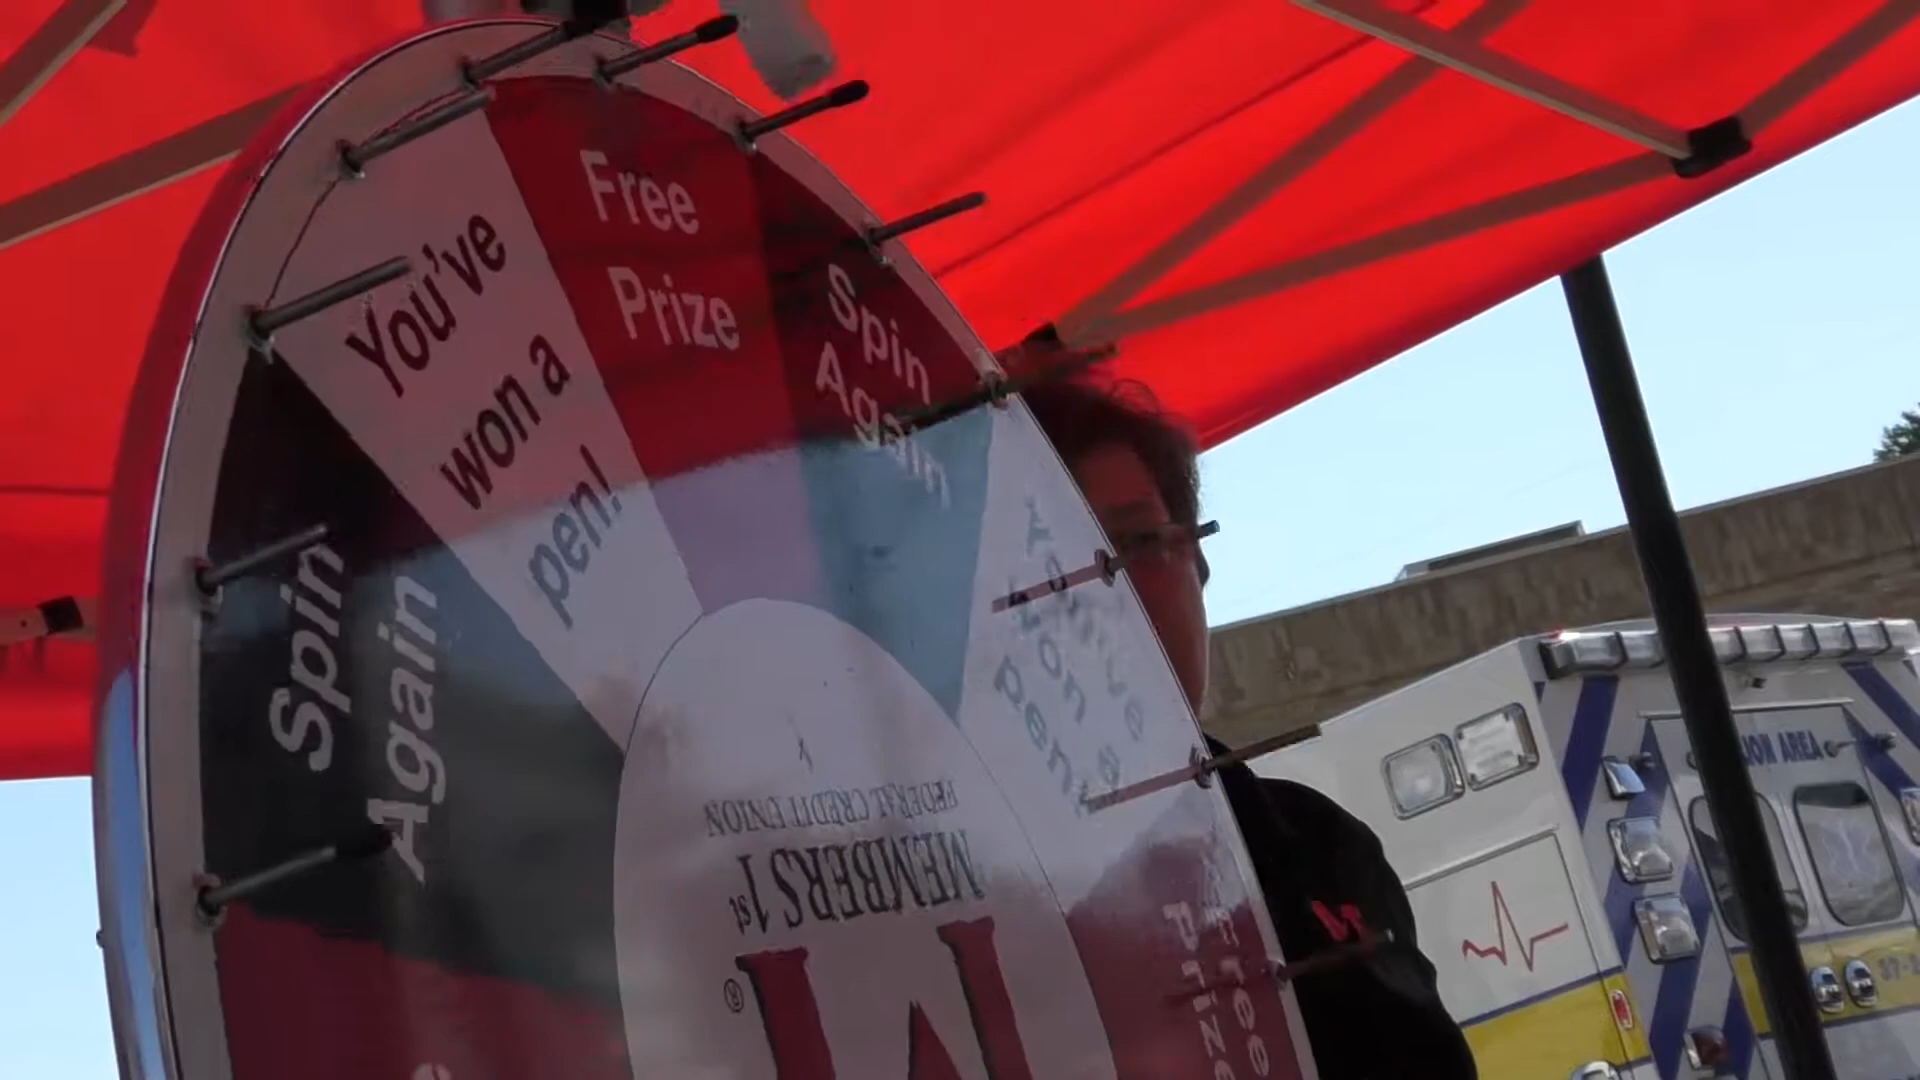 You've
won a
pen!
Free
Prize
Spin
Again
Spin
Again
You've
won a
pen!
Free
Prize
FEDERAL CREDIT UNION
MEMBERS 1st
M®